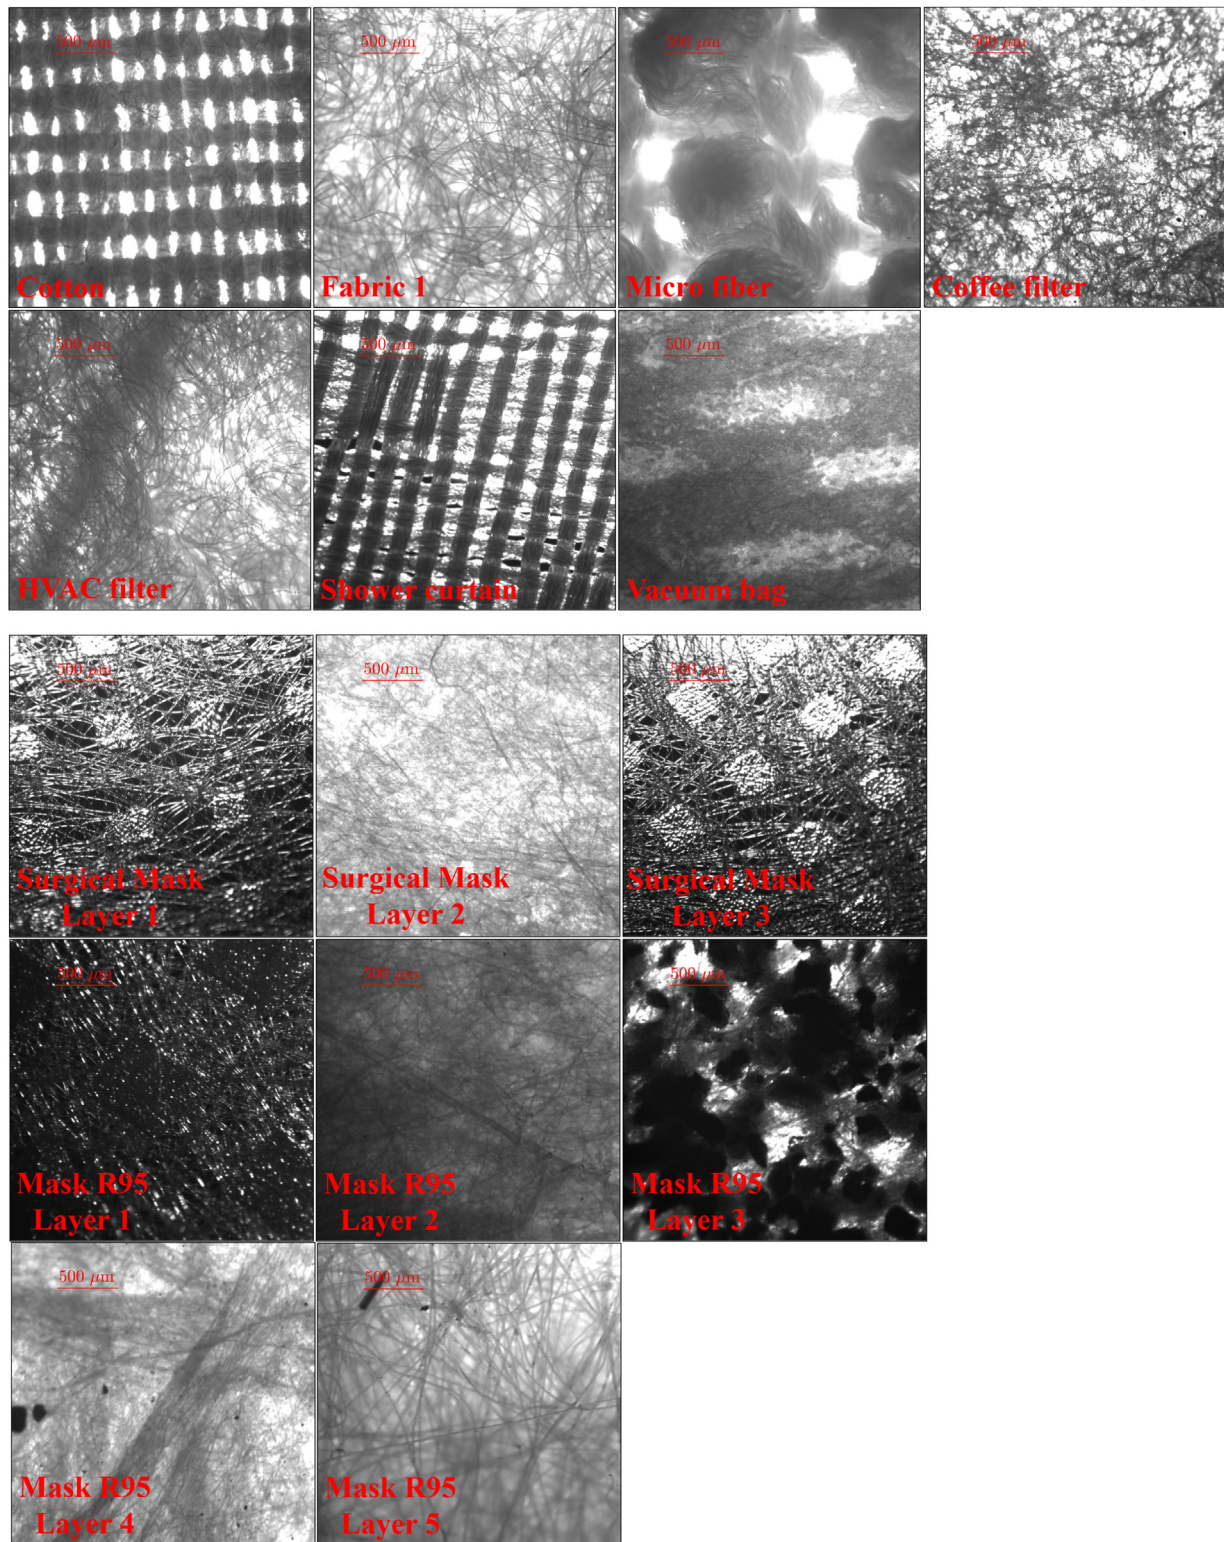 500 μm
500 μm
500 μm
500 μm
Cotton
Fabric 1
Micro fiber
Coffee filter
500 μm
500 μm
500 μm
HVAC filter
Shower curtain
Vacuum bag
500 μm
500 μm
500 μm
Surgical Mask
Layer 1
Surgical Mask
Layer 2
Surgical Mask
Layer 3
500 μm
500 μm
500 μm
Mask R95
Layer 1
Mask R95
Layer 2
Mask R95
Layer 3
500 μm
500 μm
Mask R95
Layer 4
Mask R95
Layer 5